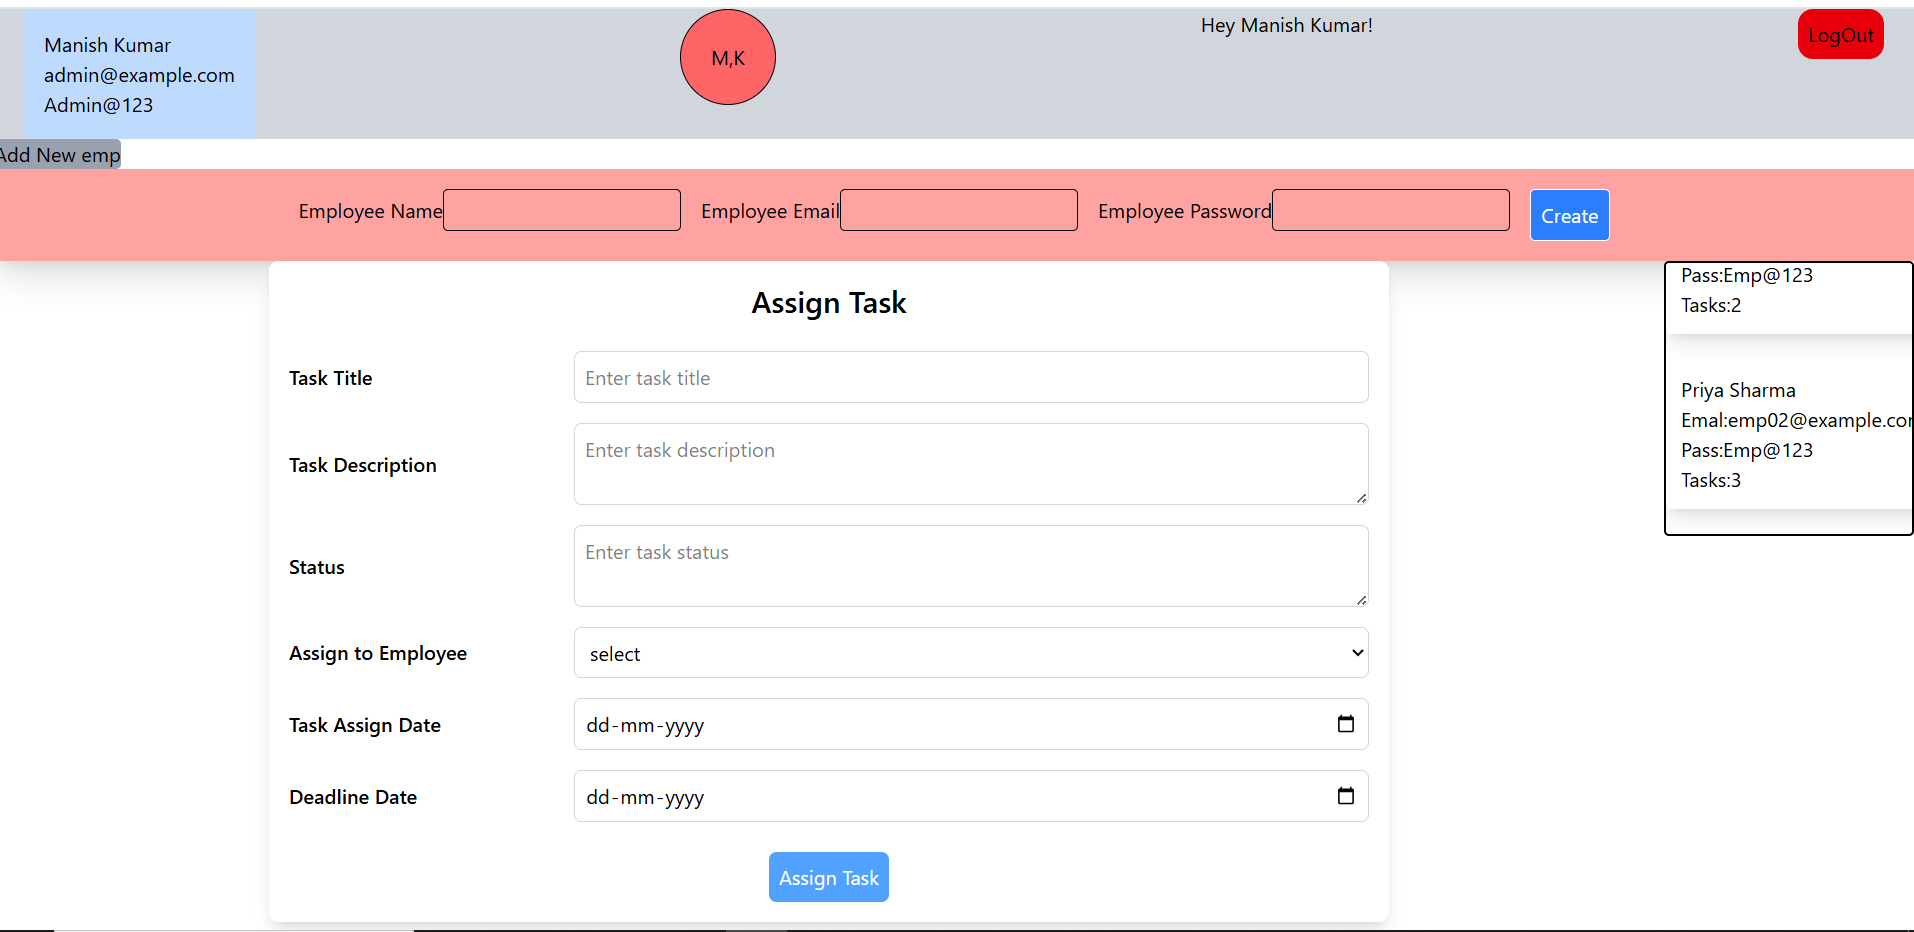 Manish Kumar
admin@example.com
Admin@123
M,K
Hey Manish Kumar!
LogOut
Add New emp
Employee Name
Employee Email
Employee Password
Create
Assign Task
Task Title
Enter task title
Task Description
Enter task description
Status
Enter task status
Assign to Employee
select
Task Assign Date
dd-mm-yyyy
Deadline Date
dd-mm-yyyy
Assign Task
Pass:Emp@123
Tasks:2
Priya Sharma
Emal:emp02@example.com
Pass:Emp@123
Tasks:3